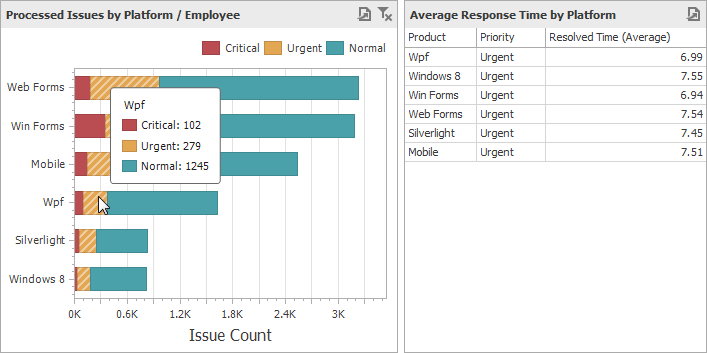 Processed Issues by Platform / Employee
Critical Urgent Normal
Web Forms
Win Forms
Mobile
Wpf
Silverlight
Windows 8
Wpf
Critical: 102
Urgent: 279
Normal: 1245
0K 0.6K 1.2K 1.8K 2.4K 3K
Issue Count
Average Response Time by Platform
Product Priority Resolved Time (Average)
Wpf Urgent 6.99
Windows 8 Urgent 7.55
Win Forms Urgent 6.94
Web Forms Urgent 7.54
Silverlight Urgent 7.45
Mobile Urgent 7.51